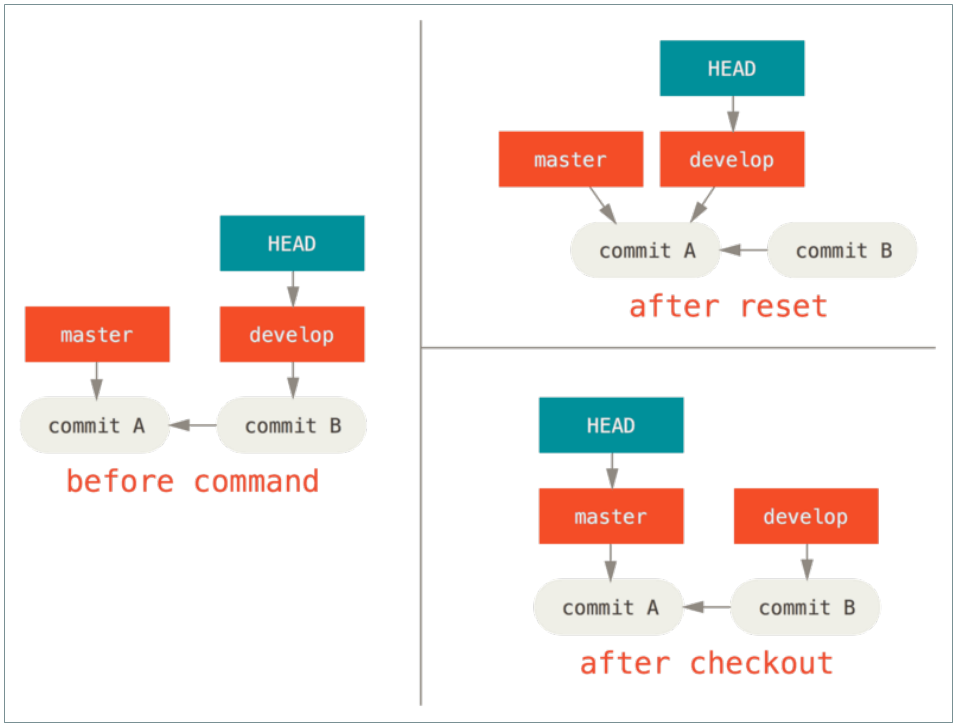 HEAD
master
develop
commit A
commit B
before command
HEAD
master
develop
commit A
commit B
after reset
HEAD
master
develop
commit A
commit B
after checkout